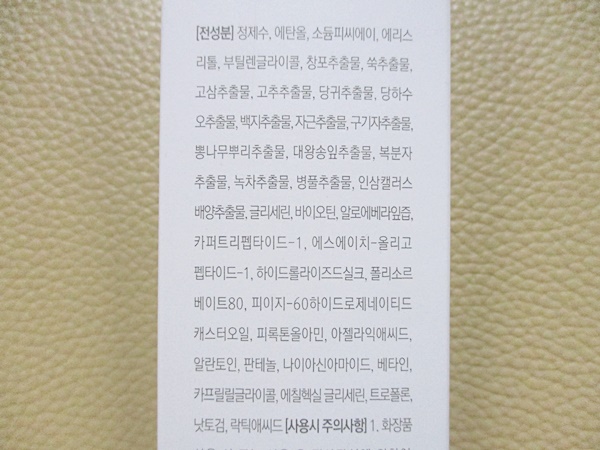 [전성분] 정제수, 에탄올, 소듐피씨에이, 에리스
리톨, 부틸렌글라이콜, 창포추출물, 쑥추출물,
고삼추출물, 고추추출물, 당귀추출물, 당하수
오추출물, 백지추출물, 자근추출물, 구기자추출물,
뽕나무뿌리추출물, 대왕송잎추출물, 복분자
추출물, 녹차추출물, 병풀추출물, 인삼캘러스
배양추출물, 글리세린, 바이오틴, 알로에베라잎즙,
카퍼트리펩타이드-1, 에스에이치-올리고
펩타이드-1, 하이드롤라이즈드실크, 폴리소르
베이트80, 피이지-60하이드로제네이티드
캐스터오일, 피록톤올아민, 아젤라익애씨드,
알란토인, 판테놀, 나이아신아마이드, 베타인,
카프릴릴글라이콜, 에칠헥실 글리세린, 트로폴론,
낫토검, 락틱애씨드 [사용시 주의사항] 1. 화장품